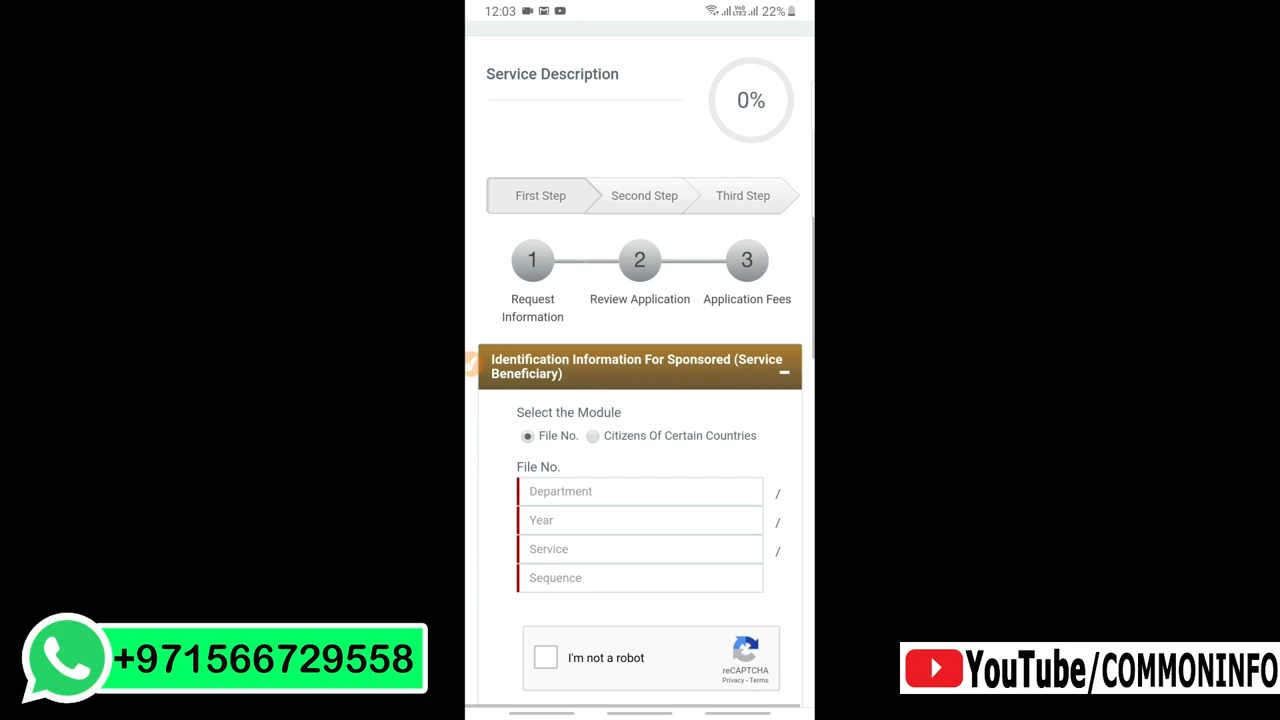 12:03
Vo)
LTE2
22%
Service Description
0%
First Step
Second Step
Third Step
1
2
3
Request
Information
Review Application
Application Fees
Identification Information For Sponsored (Service
Beneficiary)
Select the Module
File No.
Citizens Of Certain Countries
File No.
Department /
Year /
Service /
Sequence
I'm not a robot
reCAPTCHA
Privacy - Terms
+971566729558
YouTube/COMMONINFO